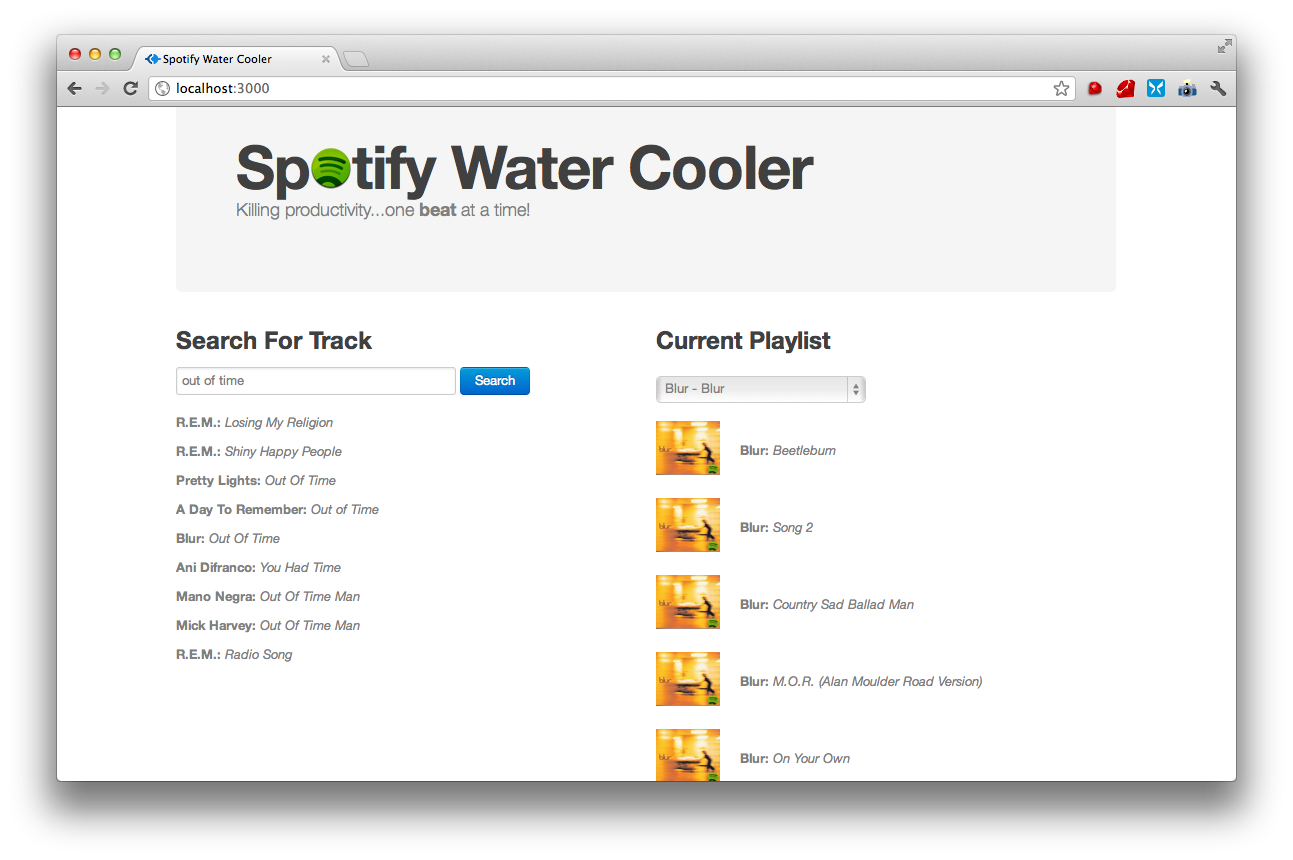 Spotify Water Cooler
localhost:3000
Spotify Water Cooler
Killing productivity...one beat at a time!
Search For Track
out of time
Search
R.E.M.: Losing My Religion
R.E.M.: Shiny Happy People
Pretty Lights: Out Of Time
A Day To Remember: Out of Time
Blur: Out Of Time
Ani Difranco: You Had Time
Mano Negra: Out Of Time Man
Mick Harvey: Out Of Time Man
R.E.M.: Radio Song
Current Playlist
Blur - Blur
blur
Blur: Beetlebum
blur
Blur: Song 2
blur
Blur: Country Sad Ballad Man
blur
Blur: M.O.R. (Alan Moulder Road Version)
blur
Blur: On Your Own